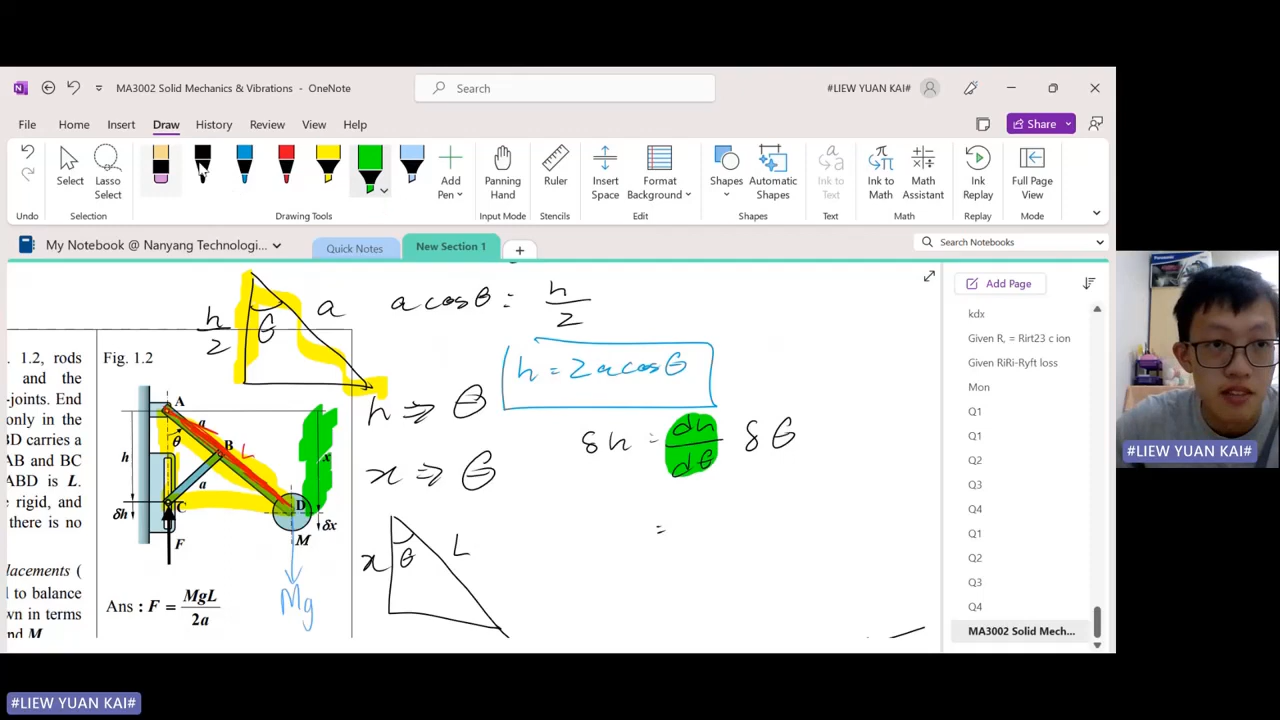 MA3002 Solid Mechanics & Vibrations - OneNote
Search
#LIEW YUAN KAI#
File Home Insert Draw History Review View Help
Share
Undo
Select
Lasso Select
Add Pen
Panning Hand
Ruler
Insert Space
Format Background
Shapes
Automatic Shapes
Ink to Text
Ink to Math
Math Assistant
Ink Replay
Full Page View
Undo
Selection
Drawing Tools
Input Mode
Stencils
Edit
Shapes
Text
Math
Replay
Mode
My Notebook @ Nanyang Technologi...
Quick Notes
New Section 1
Search Notebooks
Add Page
kdx
Given R, = Rirt23 c ion
Given RiRi-Ryft loss
Mon
Q1
Q1
Q2
Q3
Q4
Q1
Q2
Q3
Q4
MA3002 Solid Mech...
h/2 θ a
a cos θ = h/2
h = 2a cos θ
h ⇒ θ
x ⇒ θ
δh = dh/dθ δθ
=
x θ L
. 1.2, rods
and the
-joints. End
only in the
BD carries a
AB and BC
ABD is L.
rigid, and
there is no
placements (
l to balance
wn in terms
and M
Fig. 1.2
A
a
θ
B
L
h
x
a
C
D
δh
δx
F
M
Mg
Ans : F = MgL/2a
#LIEW YUAN KAI#
#LIEW YUAN KAI#